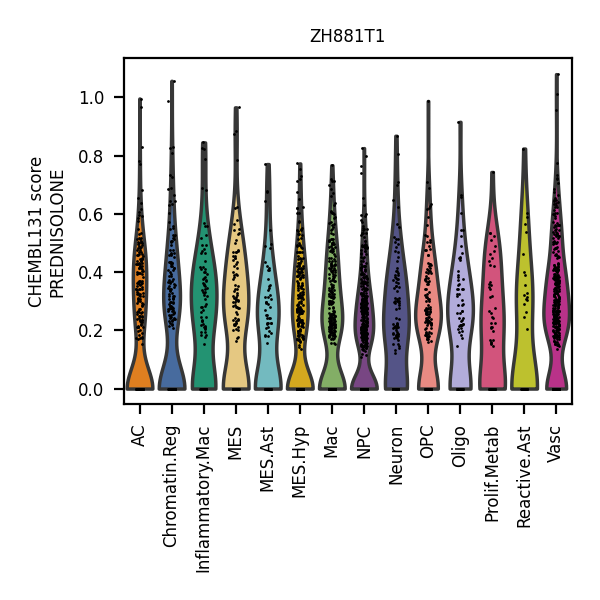 ZH881T1
CHEMBL131 score
PREDNISOLONE
1.0
0.8
0.6
0.4
0.2
0.0
AC
Chromatin.Reg
Inflammatory.Mac
MES
MES.Ast
MES.Hyp
Mac
NPC
Neuron
OPC
Oligo
Prolif.Metab
Reactive.Ast
Vasc